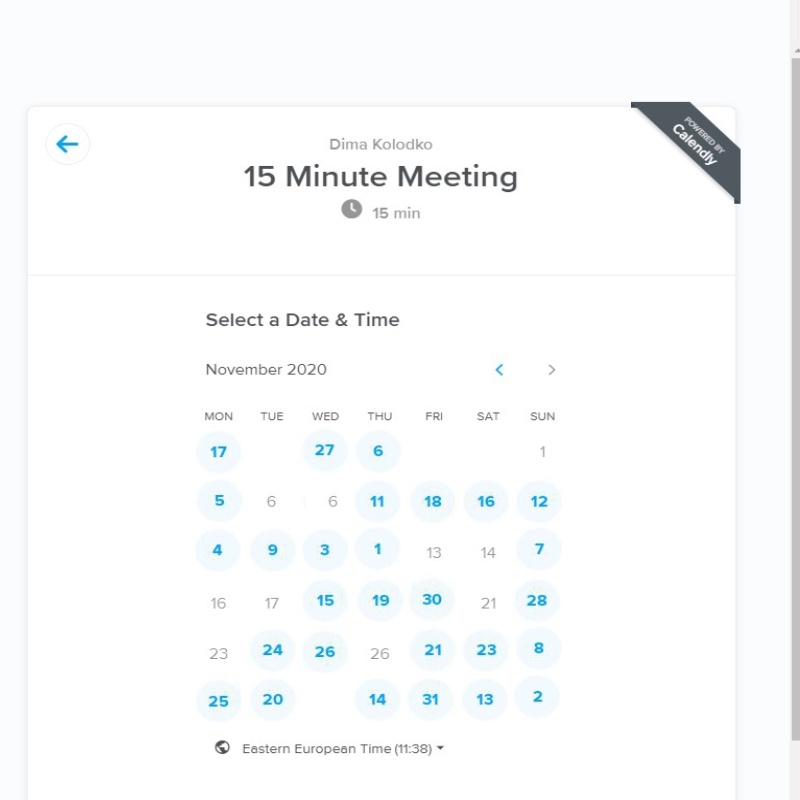 POWERED BY
Calendly
Dima Kolodko
15 Minute Meeting
15 min
Select a Date & Time
November 2020
MON TUE WED THU FRI SAT SUN
17 27 6 1
5 6 6 11 18 16 12
4 9 3 1 13 14 7
16 17 15 19 30 21 28
23 24 26 26 21 23 8
25 20 14 31 13 2
Eastern European Time (11:38)